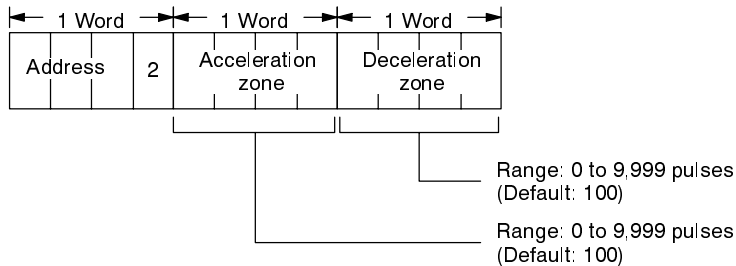 1 Word 1 Word 1 Word
Address 2 Acceleration zone Deceleration zone
Range: 0 to 9,999 pulses
(Default: 100)
Range: 0 to 9,999 pulses
(Default: 100)